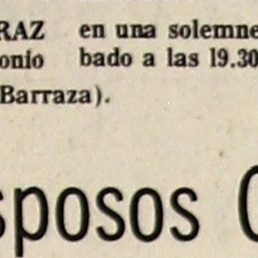 RAZ en una solemne
onio bado a las 19.30
Barraza).
sposos